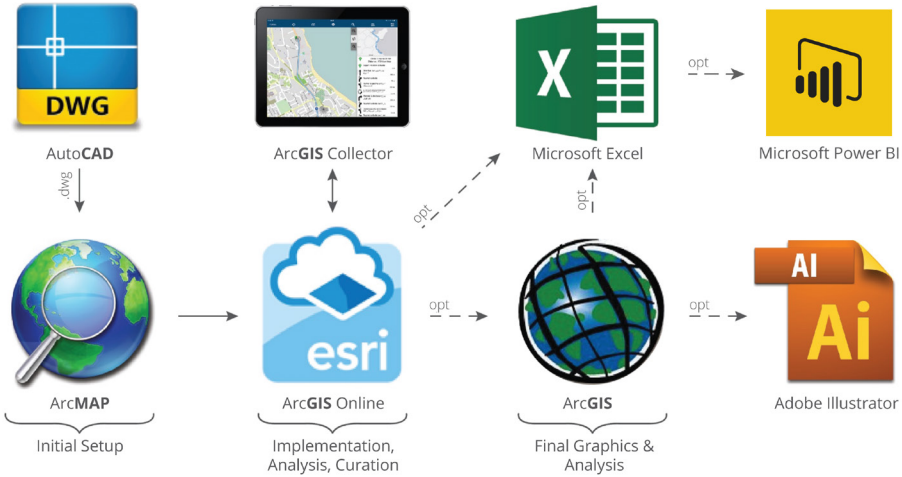 DWG
AutoCAD
ArcGIS Collector
Microsoft Excel
X
opt
Microsoft Power BI
.dwg
opt
opt
esri
opt
opt
AI
Ai
ArcMAP
ArcGIS Online
ArcGIS
Adobe Illustrator
Initial Setup
Implementation,
Analysis, Curation
Final Graphics &
Analysis